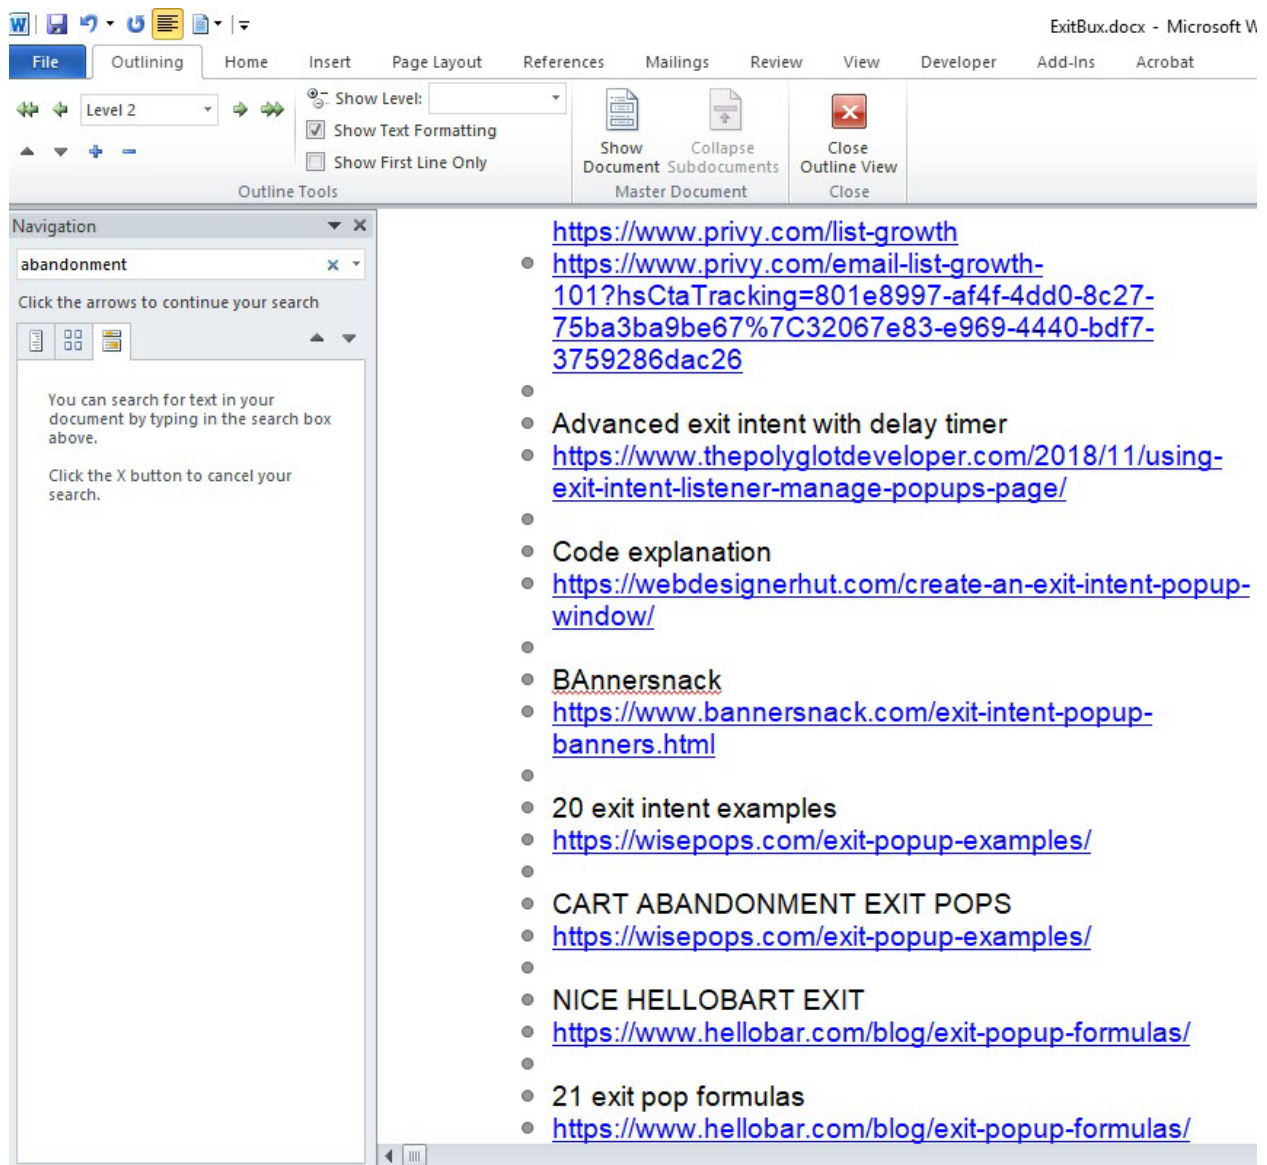 ExitBux.docx - Microsoft W
File Outlining Home Insert Page Layout References Mailings Review View Developer Add-Ins Acrobat
Level 2
Show Level:
Show Text Formatting
Show First Line Only
Outline Tools
Show Document
Collapse Subdocuments
Master Document
Close Outline View
Close
Navigation
abandonment
Click the arrows to continue your search
You can search for text in your
document by typing in the search box
above.
Click the X button to cancel your
search.
https://www.privy.com/list-growth
https://www.privy.com/email-list-growth-
101?hsCtaTracking=801e8997-af4f-4dd0-8c27-
75ba3ba9be67%7C32067e83-e969-4440-bdf7-
3759286dac26
Advanced exit intent with delay timer
https://www.thepolyglotdeveloper.com/2018/11/using-
exit-intent-listener-manage-popups-page/
Code explanation
https://webdesignerhut.com/create-an-exit-intent-popup-
window/
BAnnersnack
https://www.bannersnack.com/exit-intent-popup-
banners.html
20 exit intent examples
https://wisepops.com/exit-popup-examples/
CART ABANDONMENT EXIT POPS
https://wisepops.com/exit-popup-examples/
NICE HELLOBART EXIT
https://www.hellobar.com/blog/exit-popup-formulas/
21 exit pop formulas
https://www.hellobar.com/blog/exit-popup-formulas/